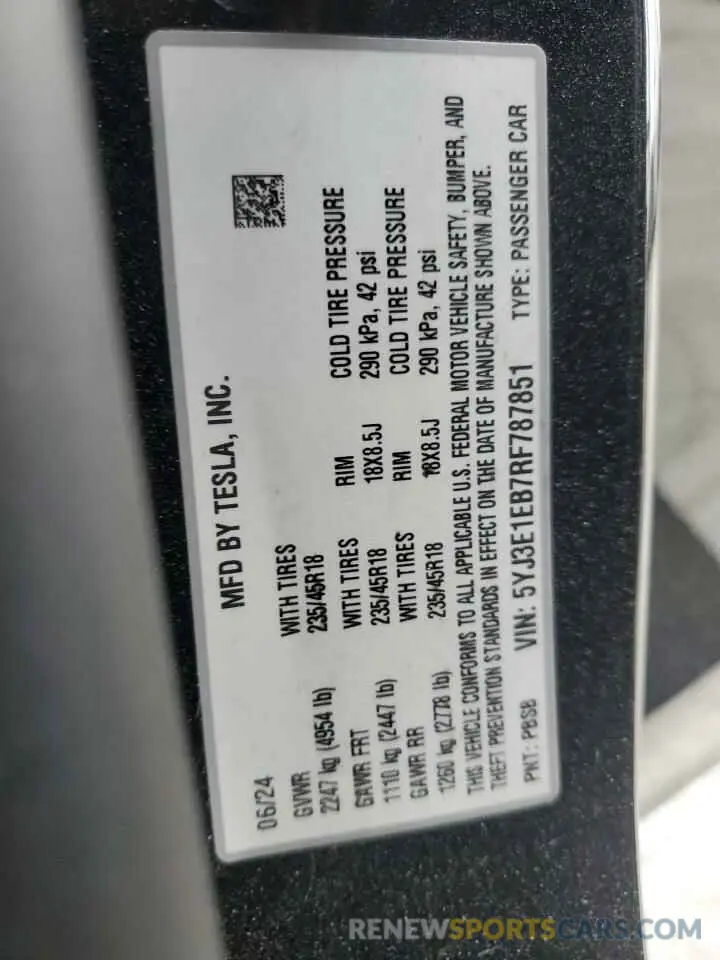 MFD BY TESLA, INC.
06/24
GVWR WITH TIRES RIM COLD TIRE PRESSURE
2247 kg (4954 lb) 235/45R18
GAWR FRT WITH TIRES RIM COLD TIRE PRESSURE
1110 kg (2447 lb) 235/45R18 18X8.5J 290 kPa, 42 psi
GAWR RR WITH TIRES RIM COLD TIRE PRESSURE
1260 kg (2778 lb) 235/45R18 18X8.5J 290 kPa, 42 psi
THIS VEHICLE CONFORMS TO ALL APPLICABLE U.S. FEDERAL MOTOR VEHICLE SAFETY, BUMPER, AND
THEFT PREVENTION STANDARDS IN EFFECT ON THE DATE OF MANUFACTURE SHOWN ABOVE.
PNT: PBSB VIN: 5YJ3E1EB7RF787851 TYPE: PASSENGER CAR
RENEWSPORTSCARS.COM